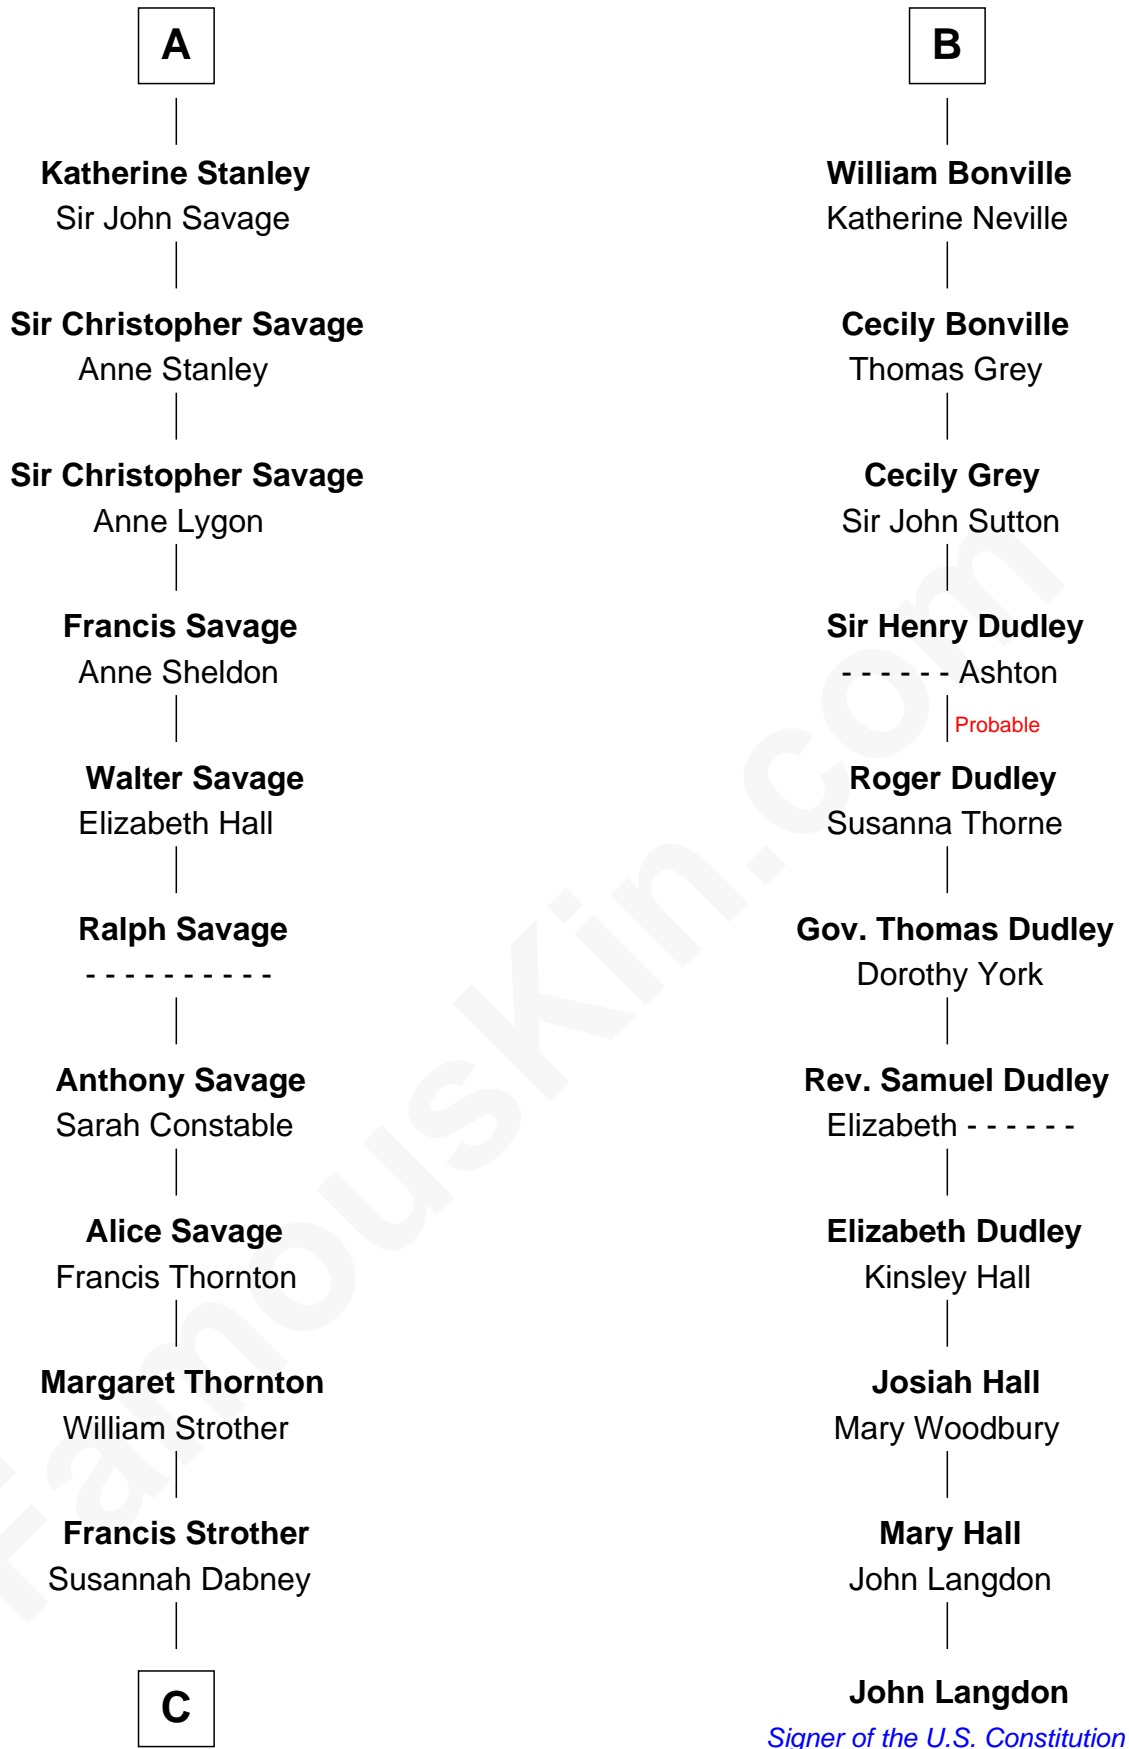 A
Katherine Stanley
Sir John Savage
Sir Christopher Savage
Anne Stanley
Sir Christopher Savage
Anne Lygon
Francis Savage
Anne Sheldon
Walter Savage
Elizabeth Hall
Ralph Savage
- - - - - - - - - -
Anthony Savage
Sarah Constable
Alice Savage
Francis Thornton
Margaret Thornton
William Strother
Francis Strother
Susannah Dabney
C
B
William Bonville
Katherine Neville
Cecily Bonville
Thomas Grey
Cecily Grey
Sir John Sutton
Sir Henry Dudley
- - - - - - Ashton
Probable
Roger Dudley
Susanna Thorne
Gov. Thomas Dudley
Dorothy York
Rev. Samuel Dudley
Elizabeth - - - - - -
Elizabeth Dudley
Kinsley Hall
Josiah Hall
Mary Woodbury
Mary Hall
John Langdon
John Langdon
Signer of the U.S. Constitution
FamousKin.com